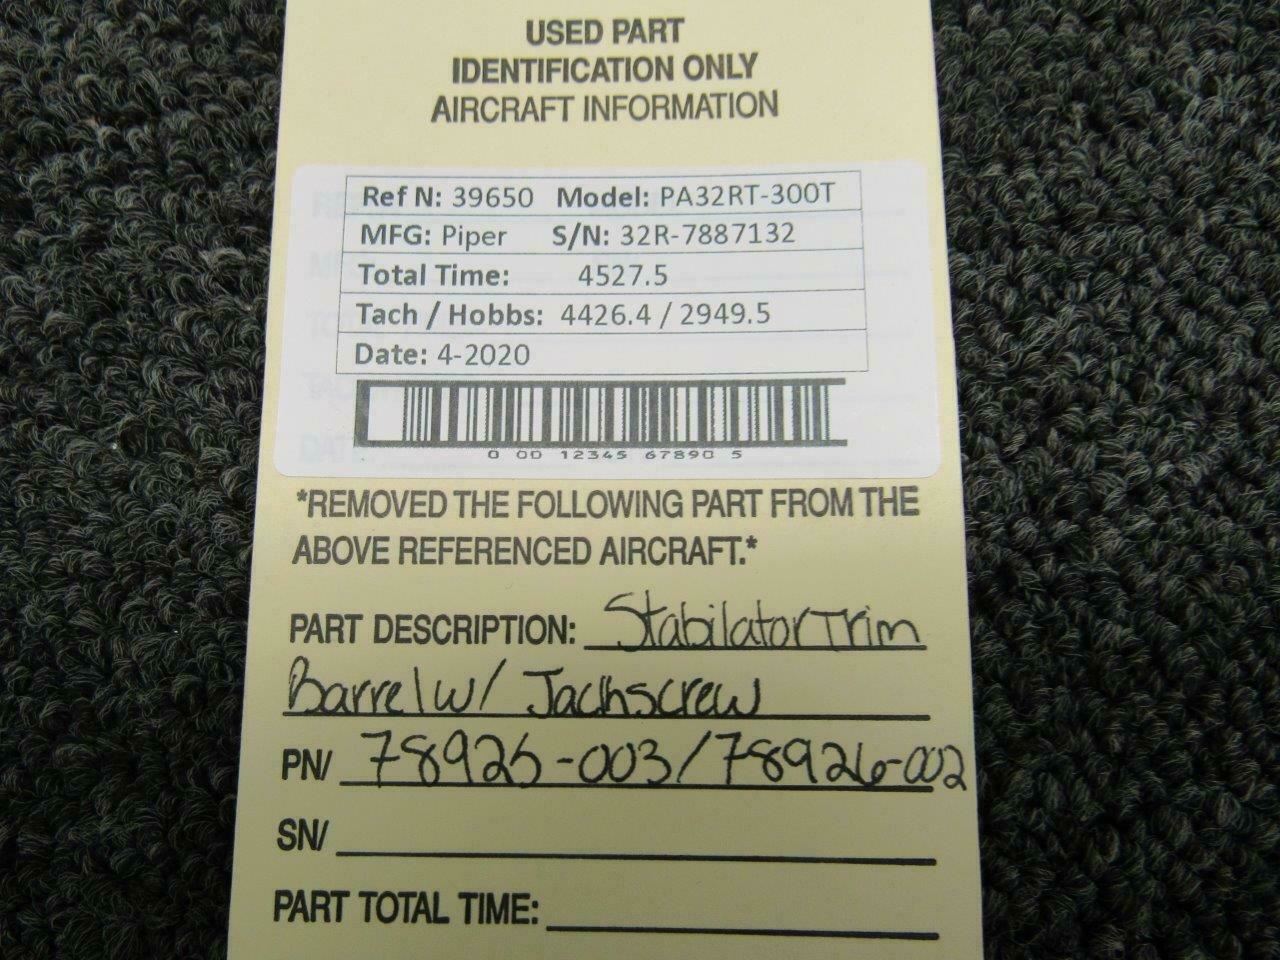 USED PART
IDENTIFICATION ONLY
AIRCRAFT INFORMATION
Ref N: 39650 Model: PA32RT-300T
MFG: Piper S/N: 32R-7887132
Total Time: 4527.5
Tach / Hobbs: 4426.4 / 2949.5
Date: 4-2020
0 00 12345 67890 5
*REMOVED THE FOLLOWING PART FROM THE
ABOVE REFERENCED AIRCRAFT.*
PART DESCRIPTION: Stabilator Trim
Barrel w/ Jackscrew
PN/ 78925-003/78926-002
SN/
PART TOTAL TIME: